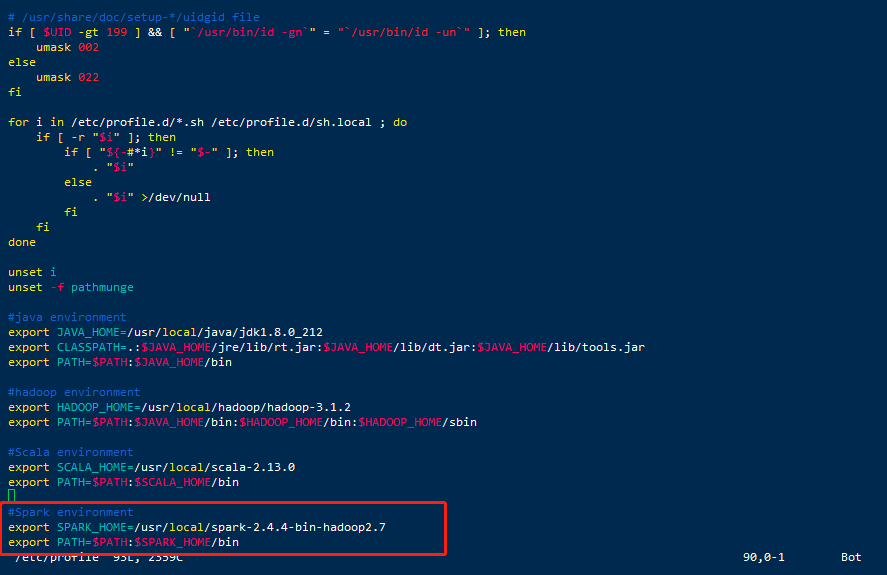 # /usr/share/doc/setup-*/uidgid file
if [ $UID -gt 199 ] && [ "`/usr/bin/id -gn`" = "`/usr/bin/id -un`" ]; then
    umask 002
else
    umask 022
fi
for i in /etc/profile.d/*.sh /etc/profile.d/sh.local ; do
    if [ -r "$i" ]; then
        if [ "${-#*i}" != "$-" ]; then
            . "$i"
        else
            . "$i" >/dev/null
        fi
    fi
done
unset i
unset -f pathmunge
#java environment
export JAVA_HOME=/usr/local/java/jdk1.8.0_212
export CLASSPATH=.:$JAVA_HOME/jre/lib/rt.jar:$JAVA_HOME/lib/dt.jar:$JAVA_HOME/lib/tools.jar
export PATH=$PATH:$JAVA_HOME/bin
#hadoop environment
export HADOOP_HOME=/usr/local/hadoop/hadoop-3.1.2
export PATH=$PATH:$JAVA_HOME/bin:$HADOOP_HOME/bin:$HADOOP_HOME/sbin
#Scala environment
export SCALA_HOME=/usr/local/scala-2.13.0
export PATH=$PATH:$SCALA_HOME/bin
#Spark environment
export SPARK_HOME=/usr/local/spark-2.4.4-bin-hadoop2.7
export PATH=$PATH:$SPARK_HOME/bin
"/etc/profile" 93L, 2359C 90,0-1 Bot